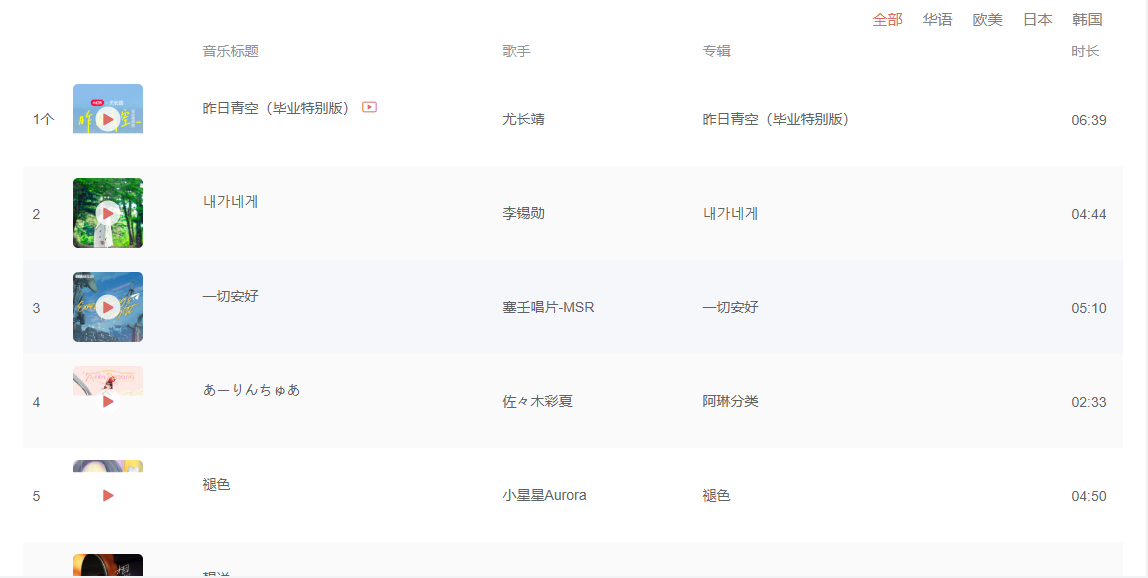 全部 华语 欧美 日本 韩国
音乐标题 歌手 专辑 时长
1个 昨日青空（毕业特别版） 尤长靖 昨日青空（毕业特别版） 06:39
2 내가네게 李锡勋 내가네게 04:44
3 一切安好 塞壬唱片-MSR 一切安好 05:10
4 あーりんちゅあ 佐々木彩夏 阿琳分类 02:33
5 褪色 小星星Aurora 褪色 04:50